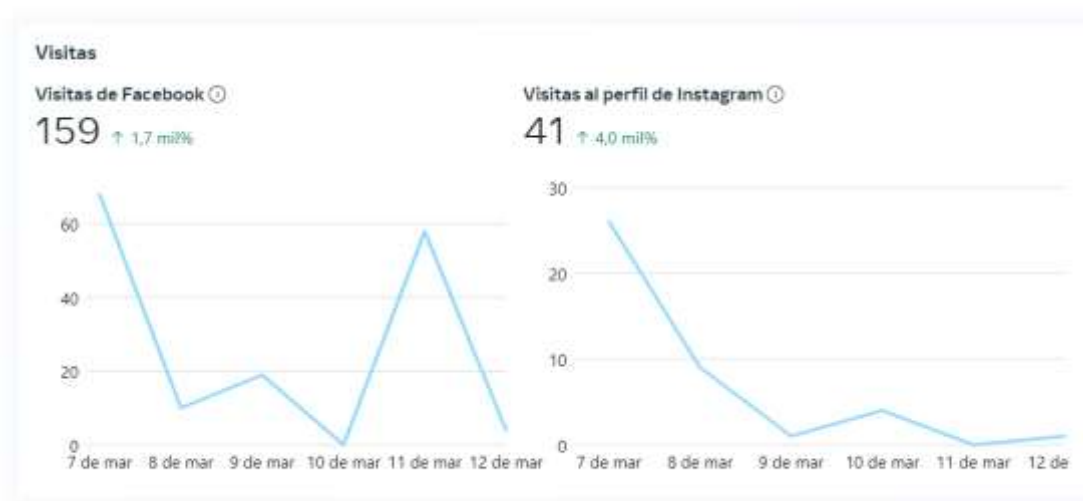 Visitas
Visitas de Facebook
159 ↑ 1,7 mil%
60
40
20
0
7 de mar 8 de mar 9 de mar 10 de mar 11 de mar 12 de mar
Visitas al perfil de Instagram
41 ↑ 4,0 mil%
30
20
10
0
7 de mar 8 de mar 9 de mar 10 de mar 11 de mar 12 de